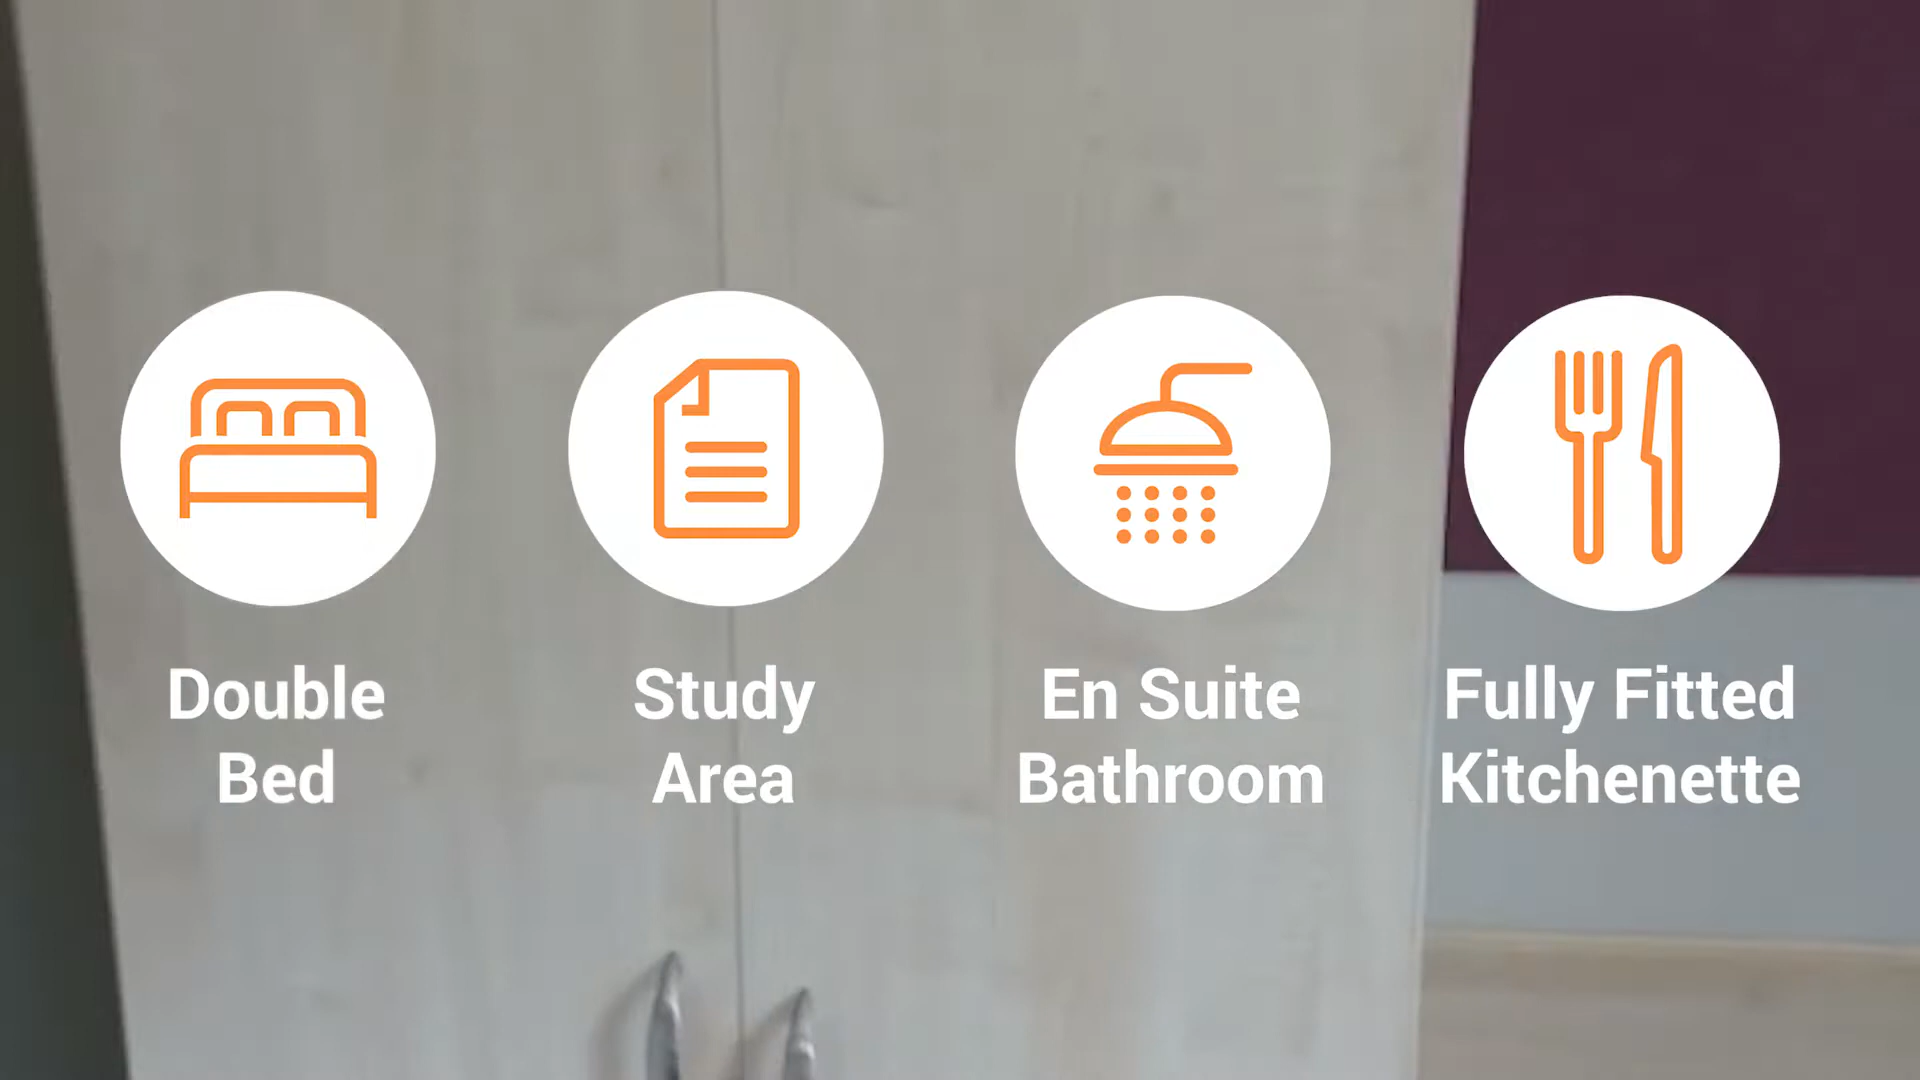 Double
Bed
Study
Area
En Suite
Bathroom
Fully Fitted
Kitchenette